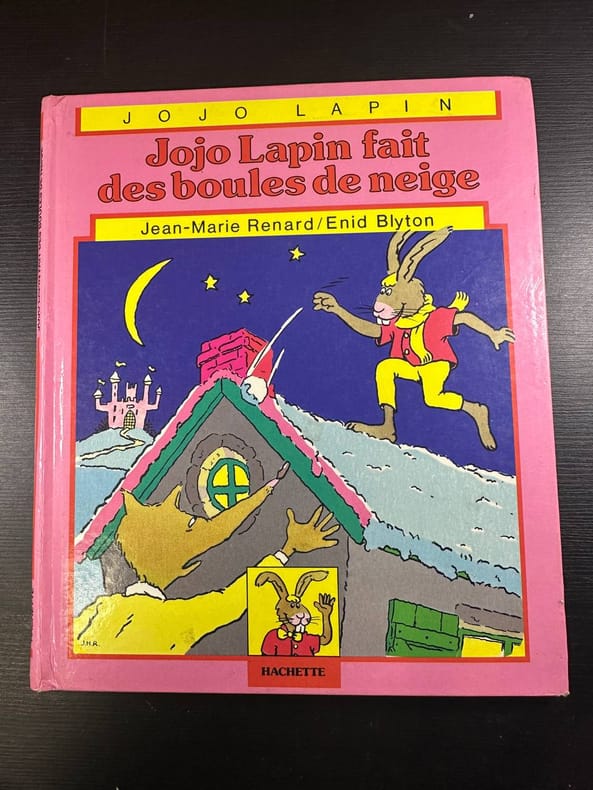 JOJO LAPIN
Jojo Lapin fait
des boules de neige
Jean-Marie Renard/Enid Blyton
J.H.R.
HACHETTE